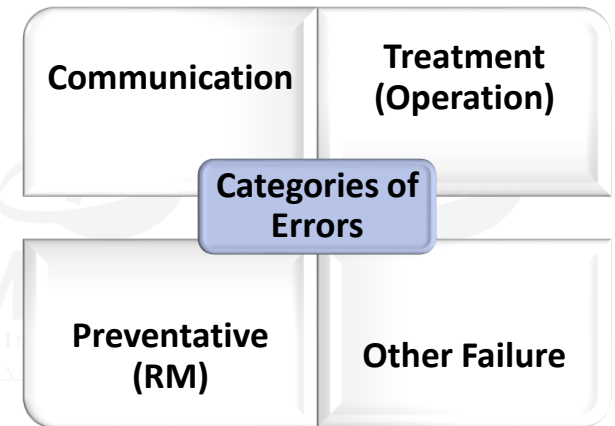 Communication
Treatment
(Operation)
Categories of
Errors
Preventative
(RM)
Other Failure